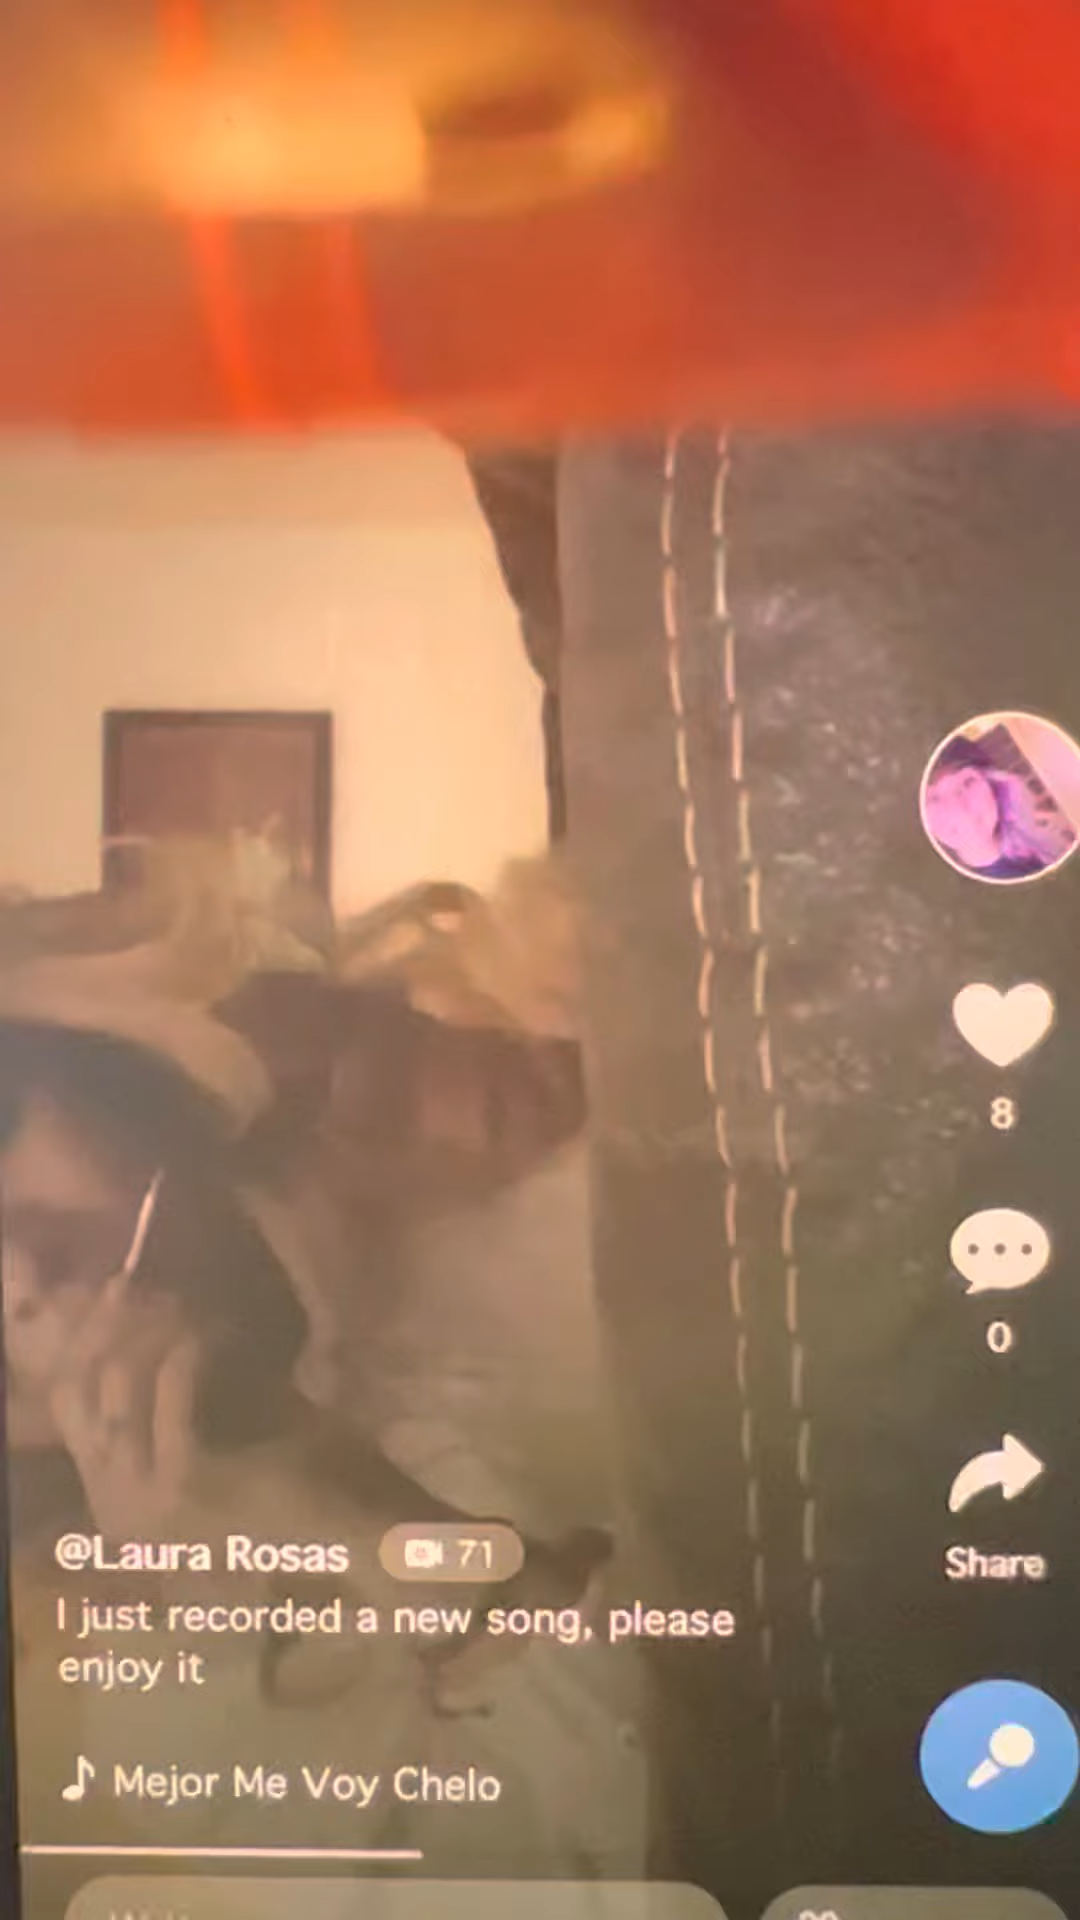 8
0
Share
@Laura Rosas 71
I just recorded a new song, please
enjoy it
Mejor Me Voy Chelo